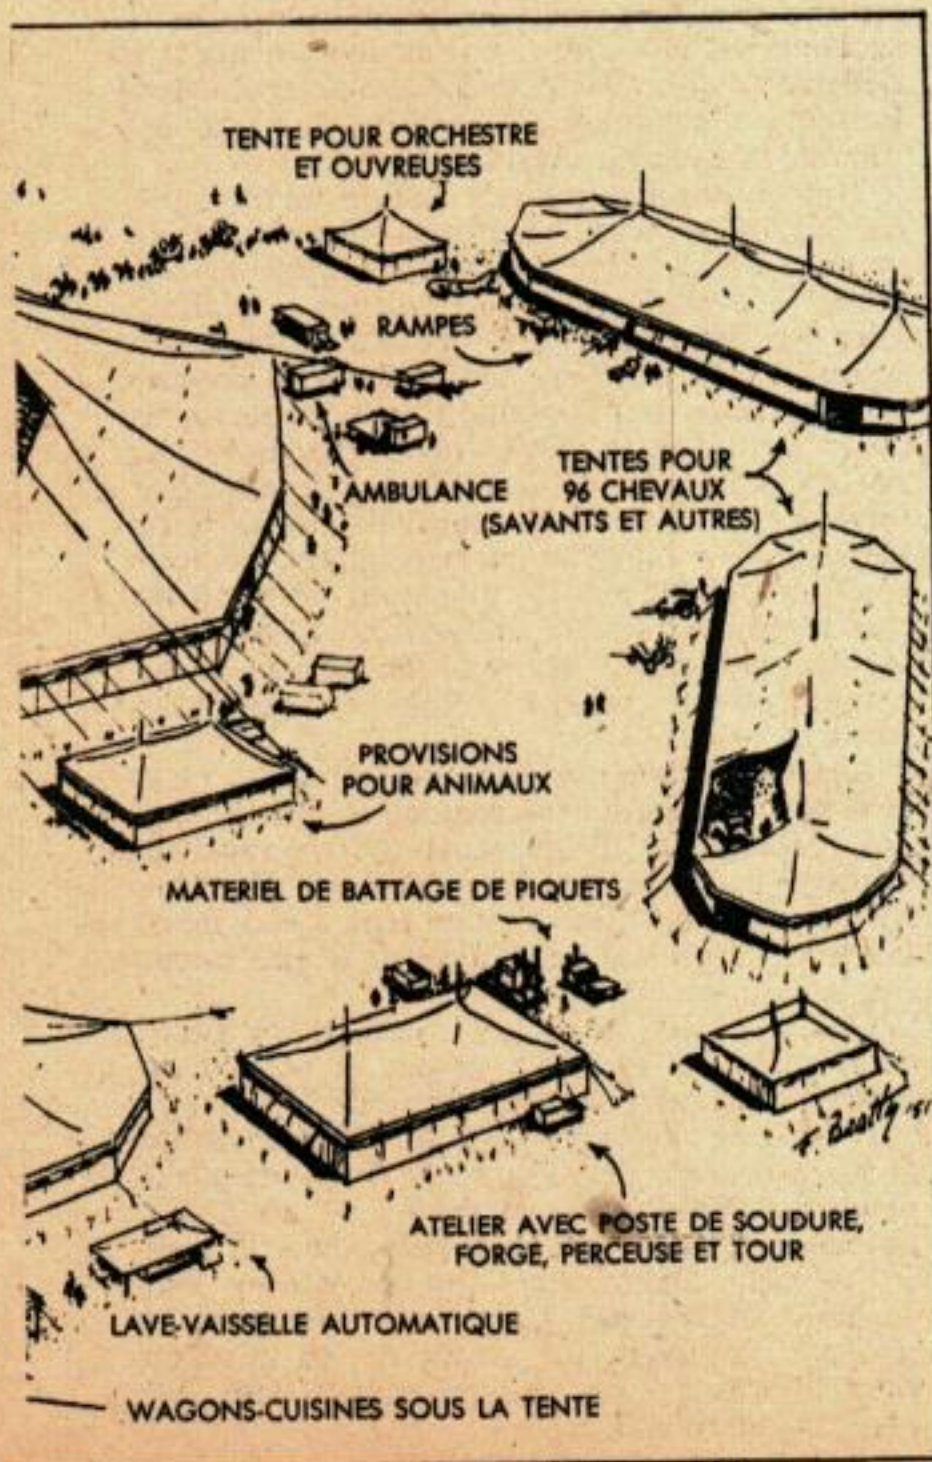 TENTE POUR ORCHESTRE
ET OUVREUSES
RAMPES
AMBULANCE
TENTES POUR
96 CHEVAUX
(SAVANTS ET AUTRES)
PROVISIONS
POUR ANIMAUX
MATERIEL DE BATTAGE DE PIQUETS
F. Beatty '51
ATELIER AVEC POSTE DE SOUDURE,
FORGE, PERCEUSE ET TOUR
LAVE-VAISSELLE AUTOMATIQUE
WAGONS-CUISINES SOUS LA TENTE